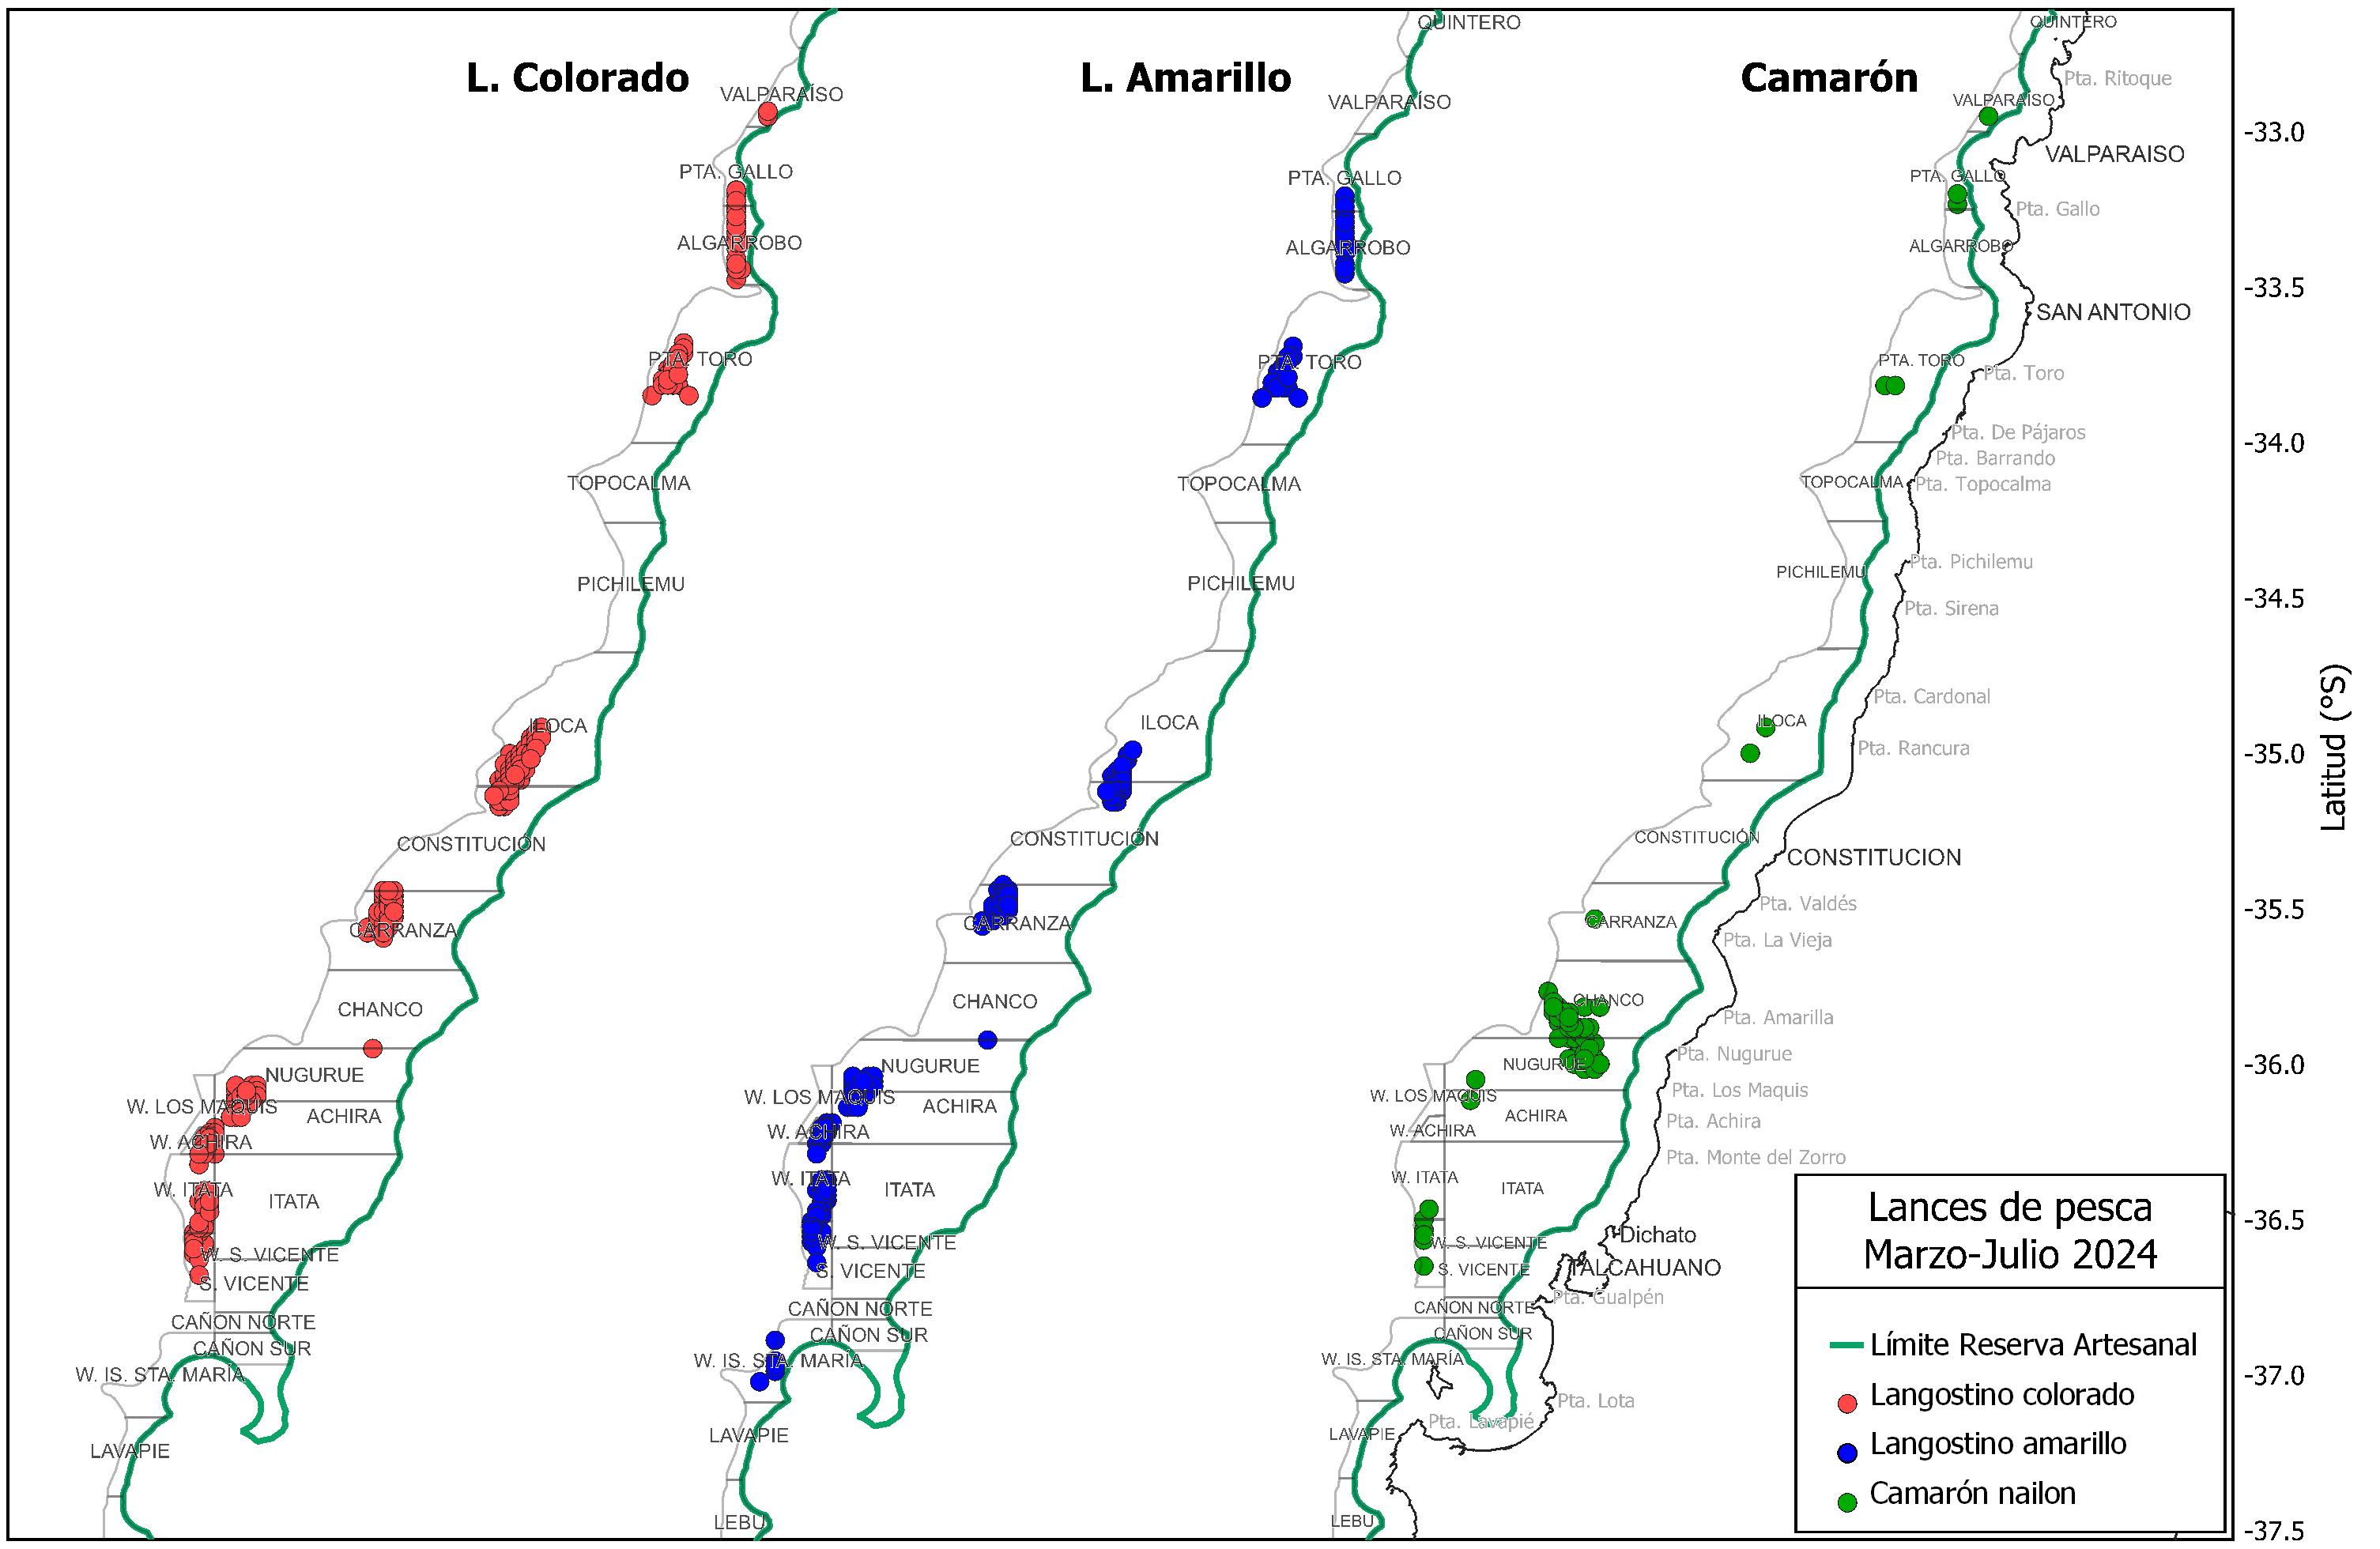 L. Colorado
L. Amarillo
Camarón
VALPARAÍSO
PTA. GALLO
ALGARROBO
PTA. TORO
TOPOCALMA
PICHILEMU
ILOCA
CONSTITUCIÓN
CARRANZA
CHANCO
NUGURUE
W. LOS MAQUIS
ACHIRA
W. ACHIRA
W. ITATA
ITATA
W. S. VICENTE
S. VICENTE
CAÑON NORTE
CAÑON SUR
W. IS. STA. MARÍA
LAVAPIE
QUINTERO
VALPARAÍSO
PTA. GALLO
ALGARROBO
PTA. TORO
TOPOCALMA
PICHILEMU
ILOCA
CONSTITUCIÓN
CARRANZA
CHANCO
NUGURUE
W. LOS MAQUIS
ACHIRA
W. ACHIRA
W. ITATA
ITATA
W. S. VICENTE
S. VICENTE
CAÑON NORTE
CAÑON SUR
W. IS. STA. MARÍA
LAVAPIE
LEBU
QUINTERO
VALPARAÍSO
PTA. GALLO
ALGARROBO
PTA. TORO
TOPOCALMA
PICHILEMU
ILOCA
CONSTITUCIÓN
CARRANZA
CHANCO
NUGURUE
W. LOS MAQUIS
ACHIRA
W. ACHIRA
W. ITATA
ITATA
W. S. VICENTE
S. VICENTE
CAÑON NORTE
CAÑON SUR
W. IS. STA. MARÍA
LAVAPIE
LEBU
Pta. Ritoque
VALPARAISO
Pta. Gallo
SAN ANTONIO
Pta. Toro
Pta. De Pájaros
Pta. Barrando
Pta. Topocalma
Pta. Pichilemu
Pta. Sirena
Pta. Cardonal
Pta. Rancura
CONSTITUCION
Pta. Valdés
Pta. La Vieja
Pta. Amarilla
Pta. Nugurue
Pta. Los Maquis
Pta. Achira
Pta. Monte del Zorro
Dichato
TALCAHUANO
Pta. Gualpén
Pta. Lota
Pta. Lavapié
-33.0
-33.5
-34.0
-34.5
-35.0
-35.5
-36.0
-36.5
-37.0
-37.5
Latitud (°S)
Lances de pesca
Marzo-Julio 2024
Límite Reserva Artesanal
Langostino colorado
Langostino amarillo
Camarón nailon